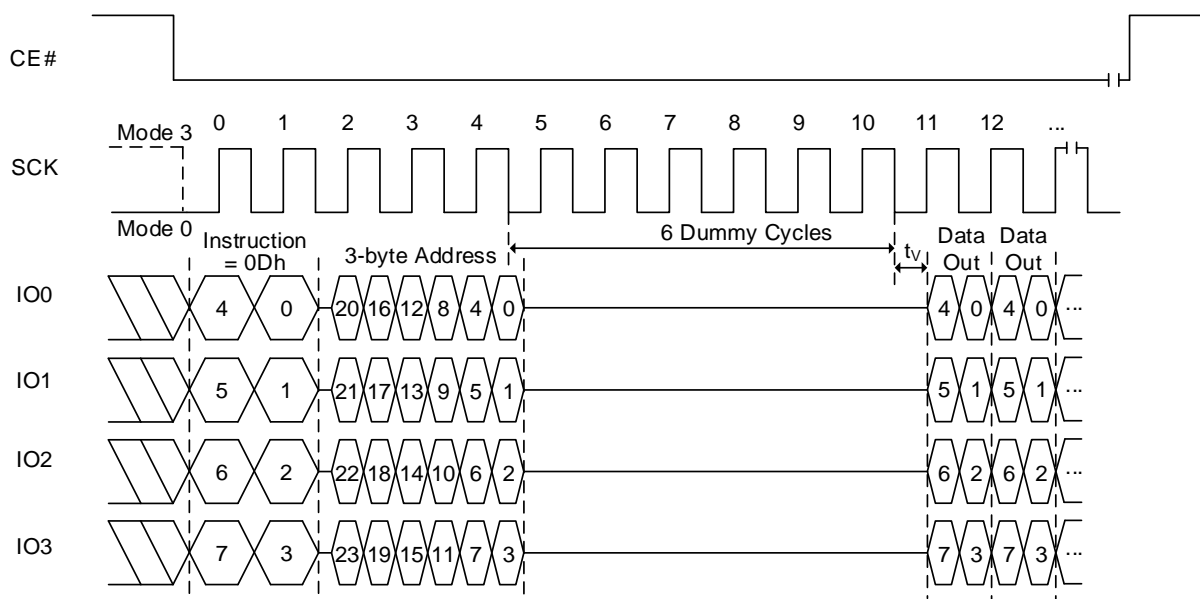 CE#
Mode 3 0 1 2 3 4 5 6 7 8 9 10 11 12 ...
SCK
Mode 0
Instruction = 0Dh
3-byte Address
6 Dummy Cycles
tV
Data Out
Data Out
IO0 4 0 20 16 12 8 4 0 4 0 4 0 ...
IO1 5 1 21 17 13 9 5 1 5 1 5 1 ...
IO2 6 2 22 18 14 10 6 2 6 2 6 2 ...
IO3 7 3 23 19 15 11 7 3 7 3 7 3 ...